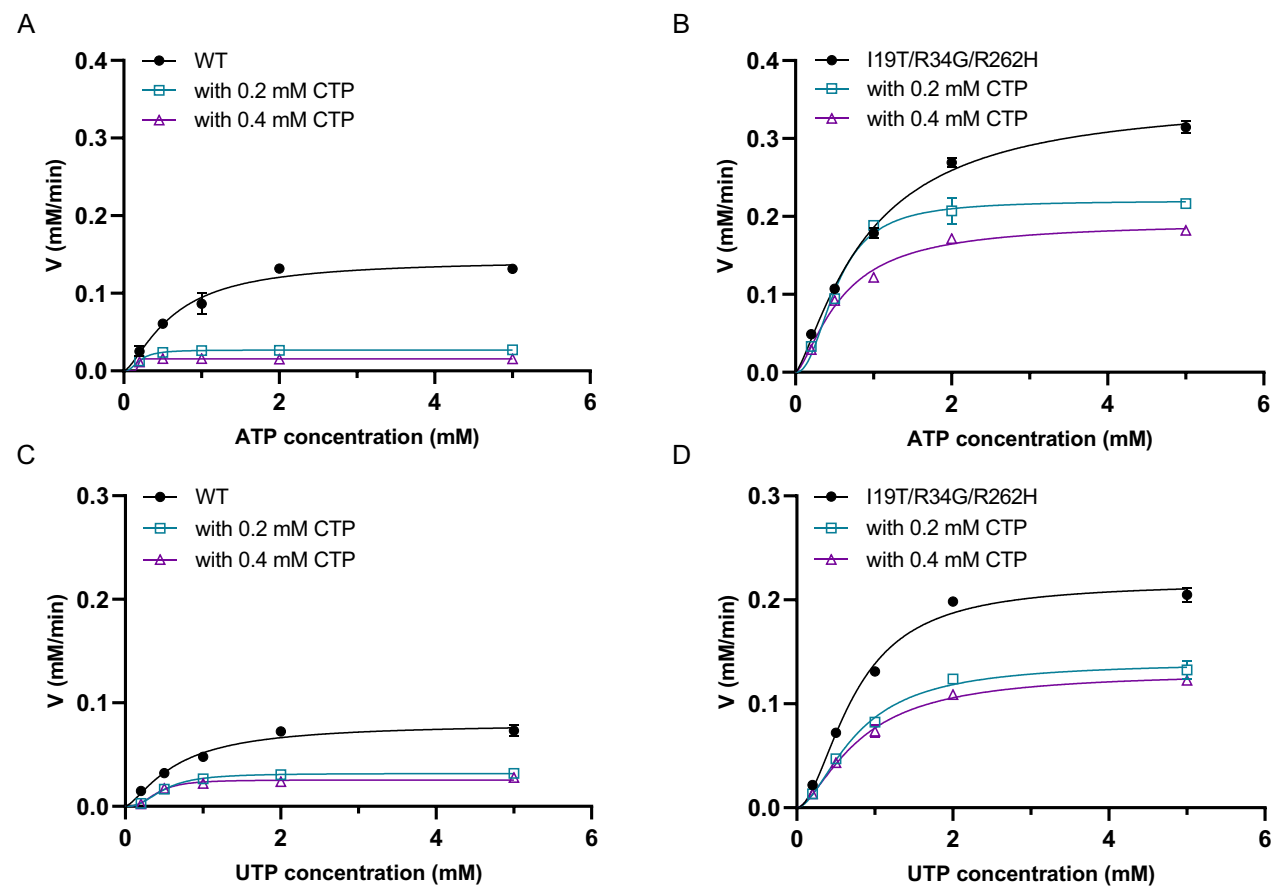 A
WT
with 0.2 mM CTP
with 0.4 mM CTP
0.4
0.3
0.2
0.1
0.0
V (mM/min)
0
2
4
6
ATP concentration (mM)
B
I19T/R34G/R262H
with 0.2 mM CTP
with 0.4 mM CTP
0.4
0.3
0.2
0.1
0.0
V (mM/min)
0
2
4
6
ATP concentration (mM)
C
WT
with 0.2 mM CTP
with 0.4 mM CTP
0.3
0.2
0.1
0.0
V (mM/min)
0
2
4
6
UTP concentration (mM)
D
I19T/R34G/R262H
with 0.2 mM CTP
with 0.4 mM CTP
0.3
0.2
0.1
0.0
V (mM/min)
0
2
4
6
UTP concentration (mM)